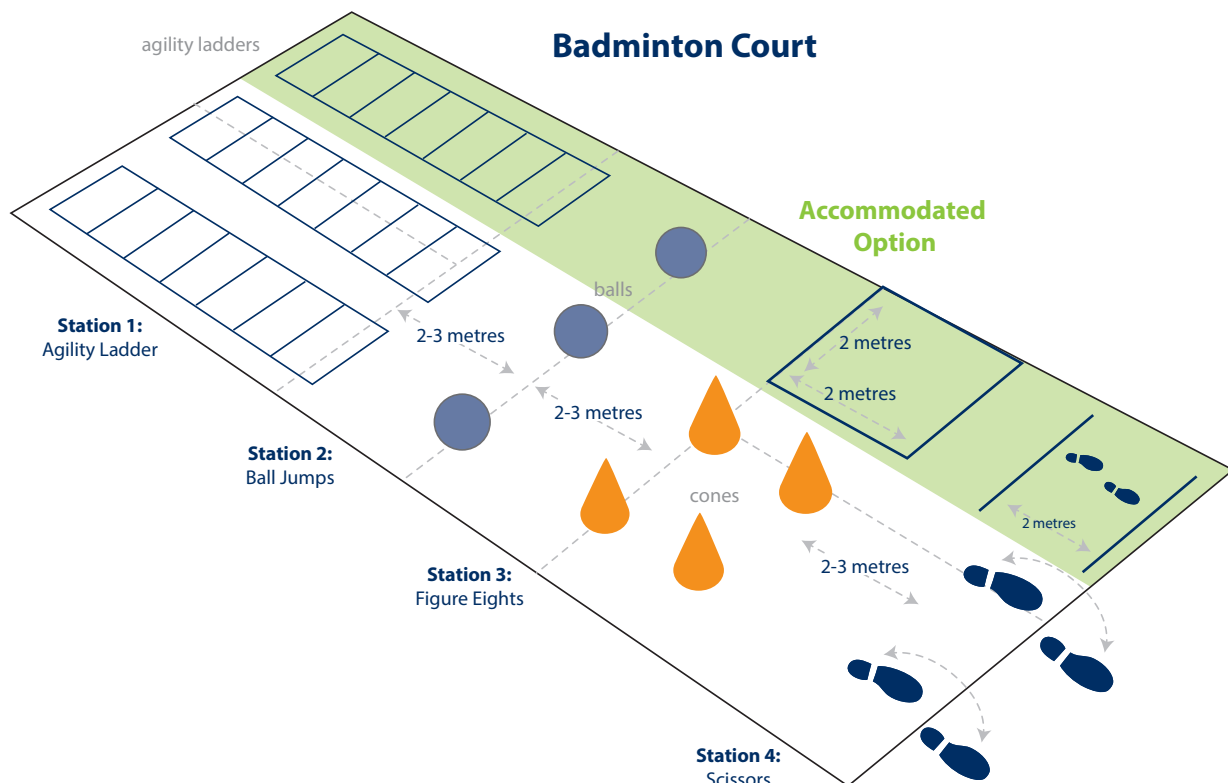 Badminton Court
agility ladders
Accommodated
Option
balls
Station 1:
Agility Ladder
2-3 metres
2 metres
2 metres
2-3 metres
Station 2:
Ball Jumps
cones
2 metres
2-3 metres
Station 3:
Figure Eights
Station 4:
Scissors